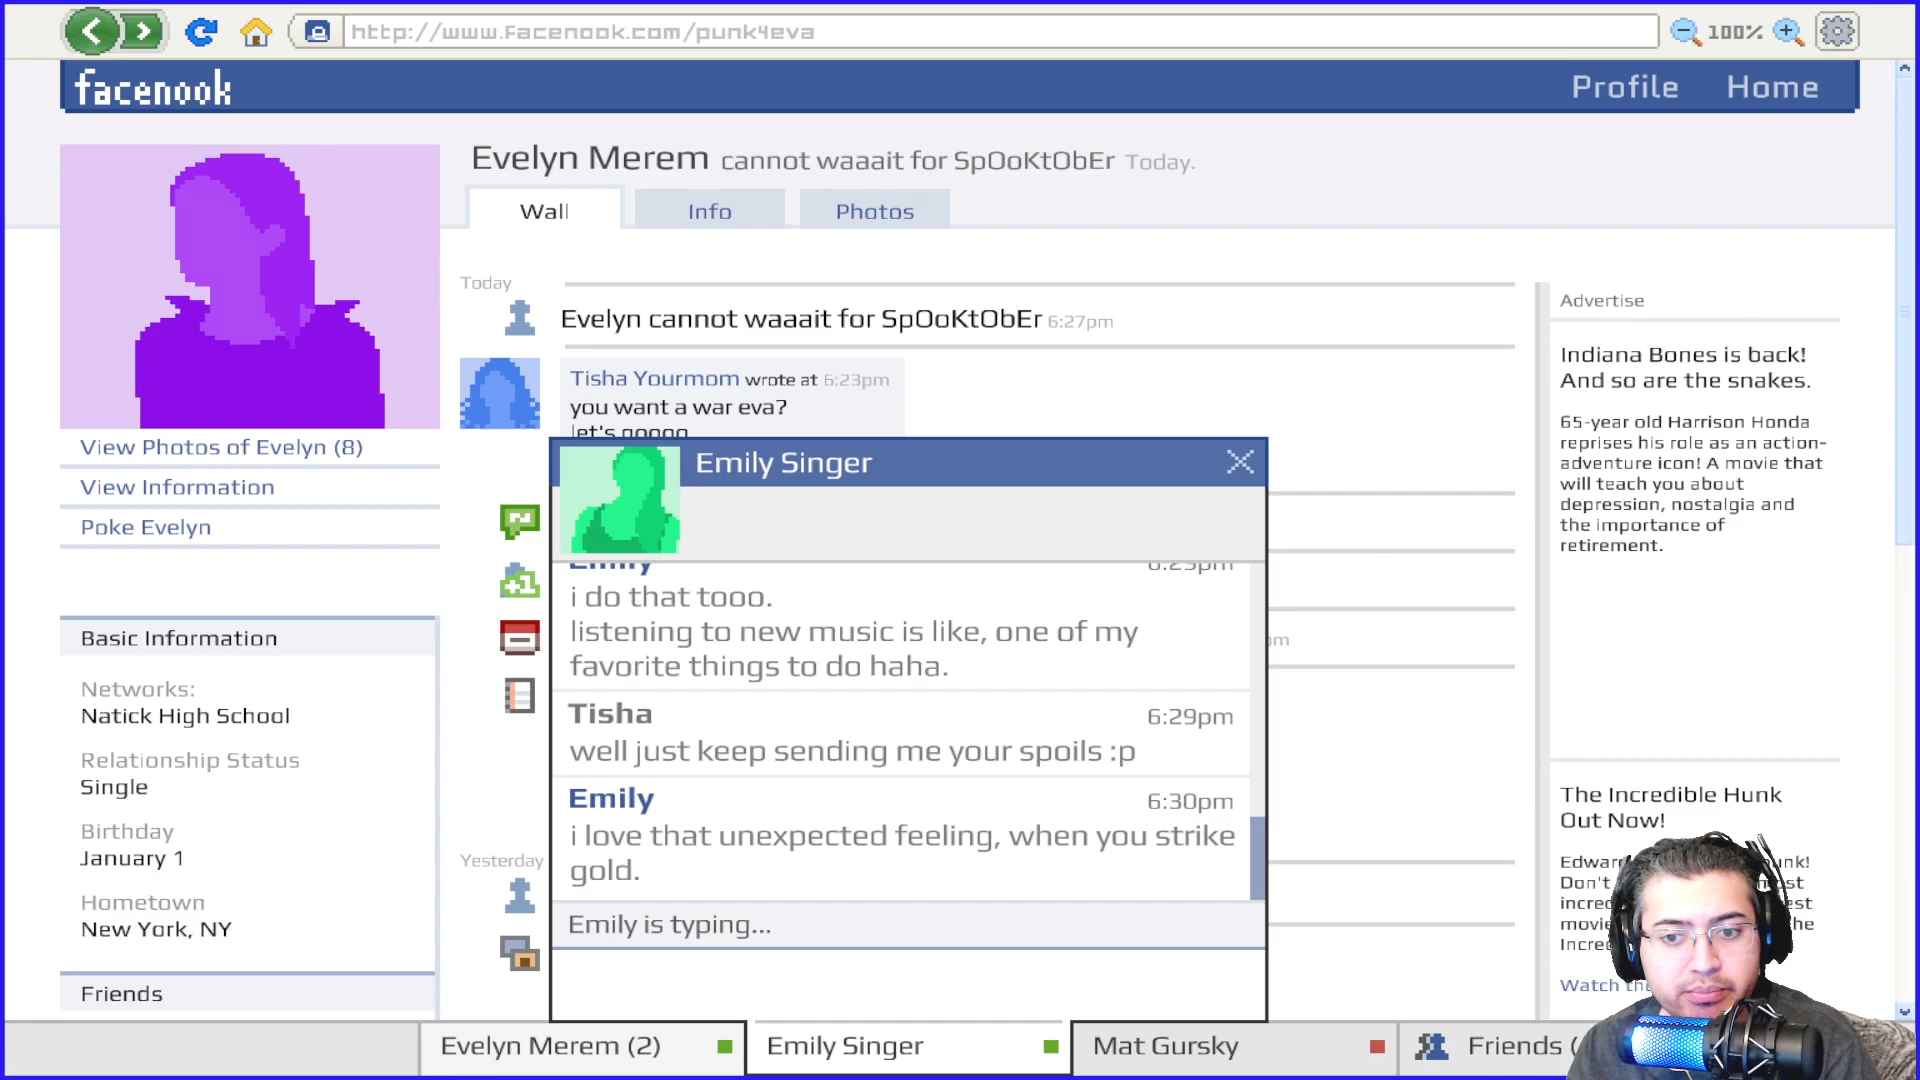 http://www.facenook.com/punk4eva
100%
facenook
Profile Home
Evelyn Merem cannot waaait for SpOoKtObEr Today.
Wall Info Photos
Today
Evelyn cannot waaait for SpOoKtObEr 6:27pm
Tisha Yourmom wrote at 6:23pm
you want a war eva?
let's goooo
View Photos of Evelyn (8)
View Information
Poke Evelyn
Basic Information
Networks:
Natick High School
Relationship Status
Single
Birthday
January 1
Hometown
New York, NY
Friends
Yesterday
Emily Singer
Emily
i do that tooo.
listening to new music is like, one of my
favorite things to do haha.
Tisha 6:29pm
well just keep sending me your spoils :p
Emily 6:30pm
i love that unexpected feeling, when you strike
gold.
Emily is typing...
Advertise
Indiana Bones is back!
And so are the snakes.
65-year old Harrison Honda
reprises his role as an action-
adventure icon! A movie that
will teach you about
depression, nostalgia and
the importance of
retirement.
The Incredible Hunk
Out Now!
Don't
Watch
Evelyn Merem (2)
Emily Singer
Mat Gursky
Friends (